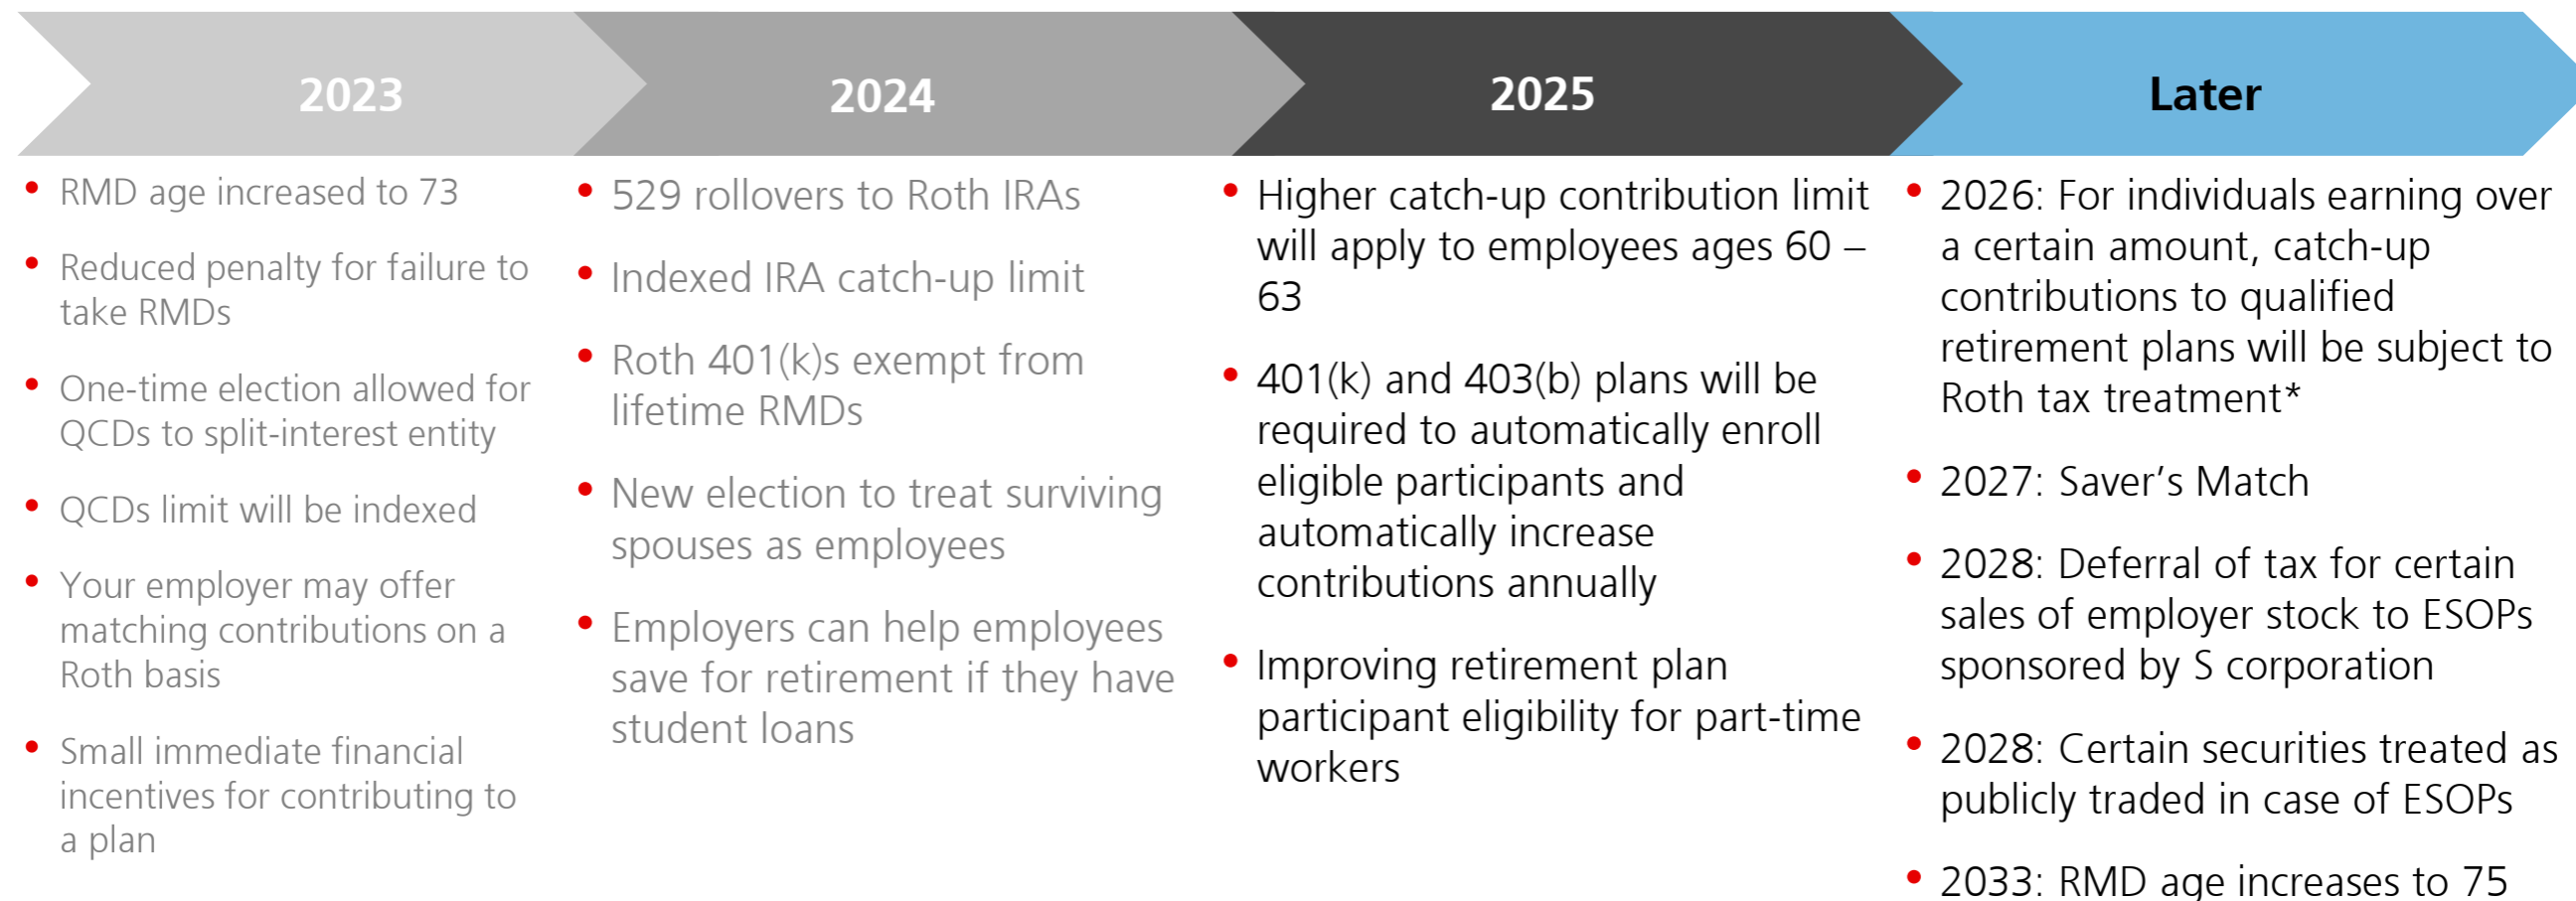 2023
• RMD age increased to 73
• Reduced penalty for failure to
take RMDs
• One-time election allowed for
QCDs to split-interest entity
• QCDs limit will be indexed
• Your employer may offer
matching contributions on a
Roth basis
• Small immediate financial
incentives for contributing to
a plan
2024
• 529 rollovers to Roth IRAs
• Indexed IRA catch-up limit
• Roth 401(k)s exempt from
lifetime RMDs
• New election to treat surviving
spouses as employees
• Employers can help employees
save for retirement if they have
student loans
2025
• Higher catch-up contribution limit
will apply to employees ages 60 –
63
• 401(k) and 403(b) plans will be
required to automatically enroll
eligible participants and
automatically increase
contributions annually
• Improving retirement plan
participant eligibility for part-time
workers
Later
• 2026: For individuals earning over
a certain amount, catch-up
contributions to qualified
retirement plans will be subject to
Roth tax treatment*
• 2027: Saver’s Match
• 2028: Deferral of tax for certain
sales of employer stock to ESOPs
sponsored by S corporation
• 2028: Certain securities treated as
publicly traded in case of ESOPs
• 2033: RMD age increases to 75